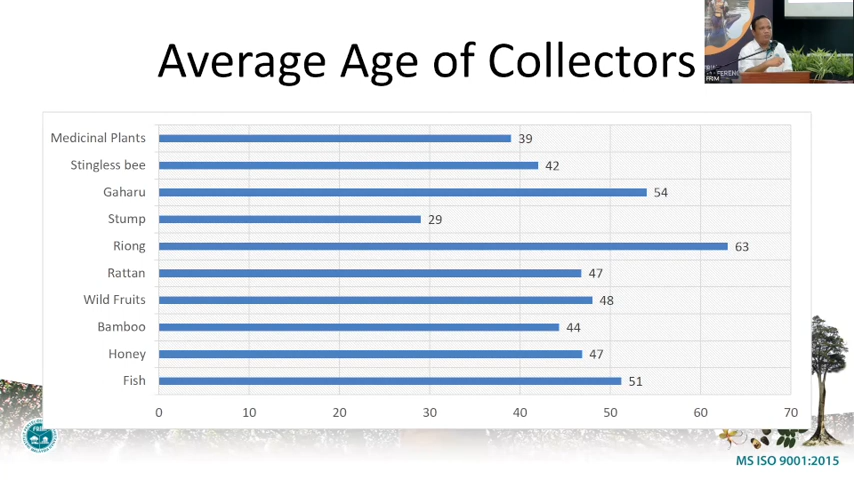 Average Age of Collectors
FRIM
Medicinal Plants 39
Stingless bee 42
Gaharu 54
Stump 29
Riong 63
Rattan 47
Wild Fruits 48
Bamboo 44
Honey 47
Fish 51
0 10 20 30 40 50 60 70
MS ISO 9001:2015